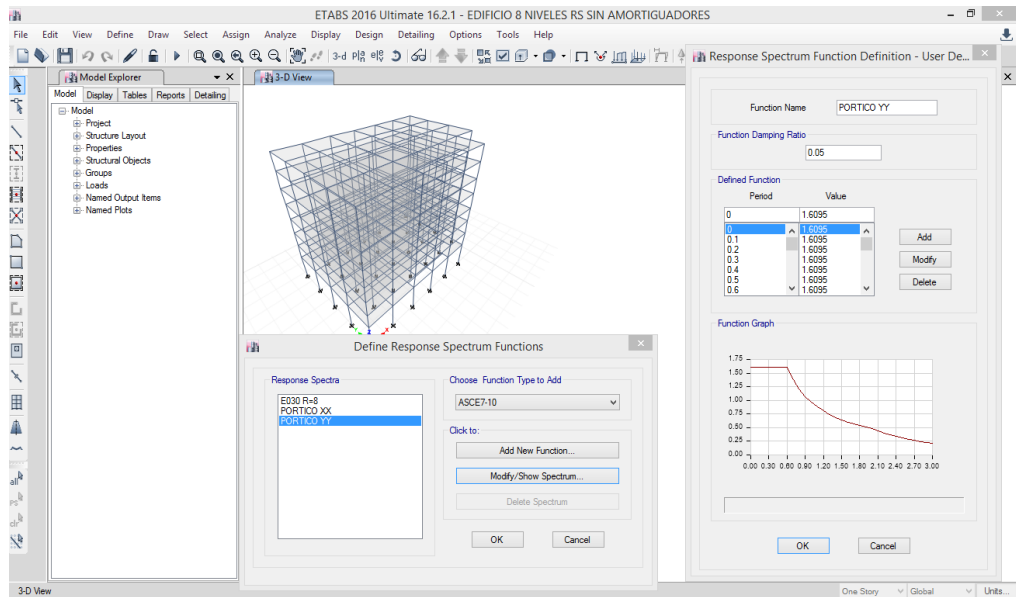 ETABS 2016 Ultimate 16.2.1 - EDIFICIO 8 NIVELES RS SIN AMORTIGUADORES
File Edit View Define Draw Select Assign Analyze Display Design Detailing Options Tools Help
3-d
Model Explorer
Model Display Tables Reports Detailing
Model
Project
Structure Layout
Properties
Structural Objects
Groups
Loads
Named Output Items
Named Plots
3-D View
Define Response Spectrum Functions
Response Spectra
E030 R=8
PORTICO XX
PORTICO YY
Choose Function Type to Add
ASCE7-10
Click to:
Add New Function...
Modify/Show Spectrum...
Delete Spectrum
OK Cancel
Response Spectrum Function Definition - User De...
Function Name PORTICO YY
Function Damping Ratio
0.05
Defined Function
Period Value
0 1.6095
0 1.6095
0.1 1.6095
0.2 1.6095
0.3 1.6095
0.4 1.6095
0.5 1.6095
0.6 1.6095
Add
Modify
Delete
Function Graph
1.75
1.50
1.25
1.00
0.75
0.50
0.25
0.00
0.00 0.30 0.60 0.90 1.20 1.50 1.80 2.10 2.40 2.70 3.00
OK Cancel
all
ps
clr
3-D View
One Story Global Units...